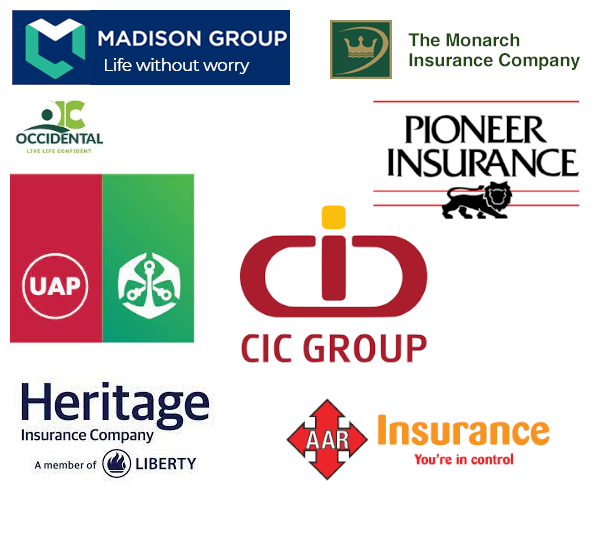 MADISON GROUP
Life without worry
The Monarch
Insurance Company
OCCIDENTAL
LIVE LIFE CONFIDENT
PIONEER
INSURANCE
UAP
CIC GROUP
Heritage
Insurance Company
A member of LIBERTY
AAR
Insurance
You're in control